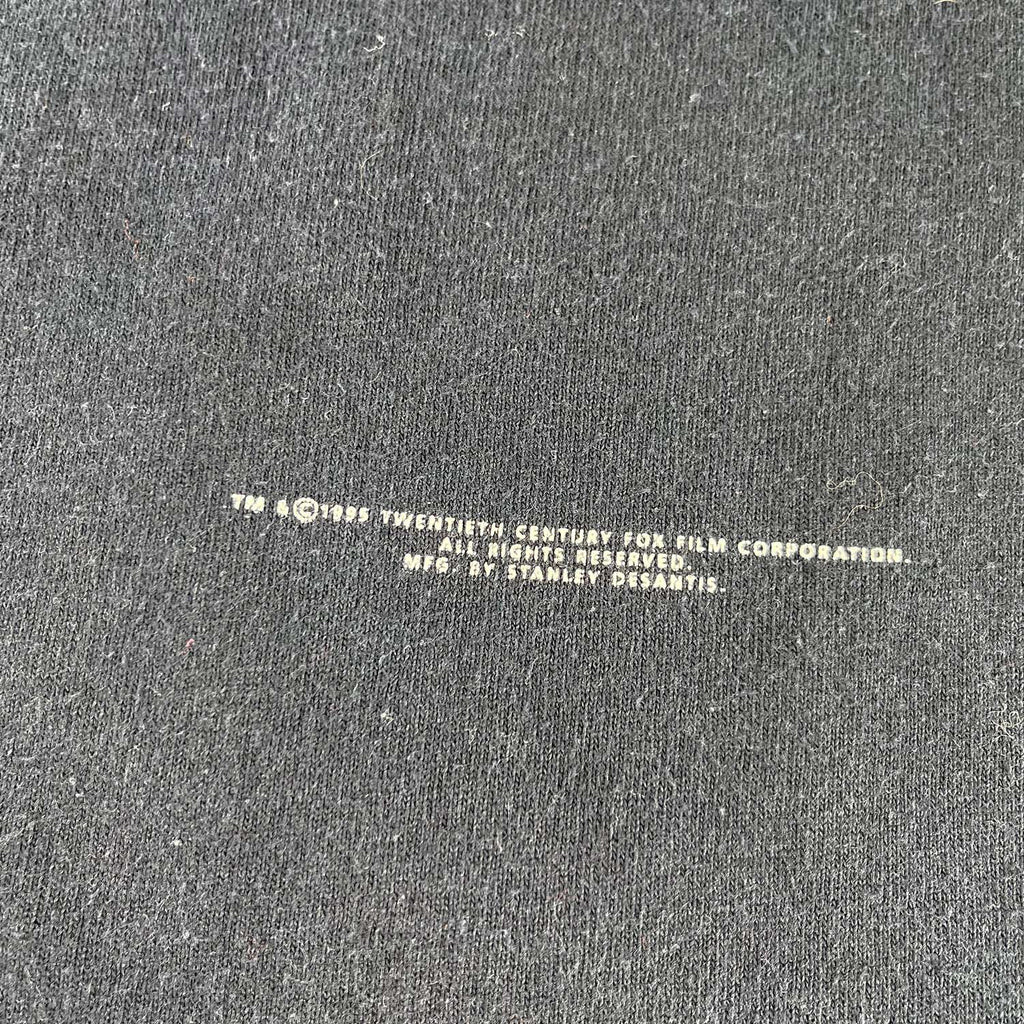 TM & ©1995 TWENTIETH CENTURY FOX FILM CORPORATION.
ALL RIGHTS RESERVED.
MFG. BY STANLEY DESANTIS.